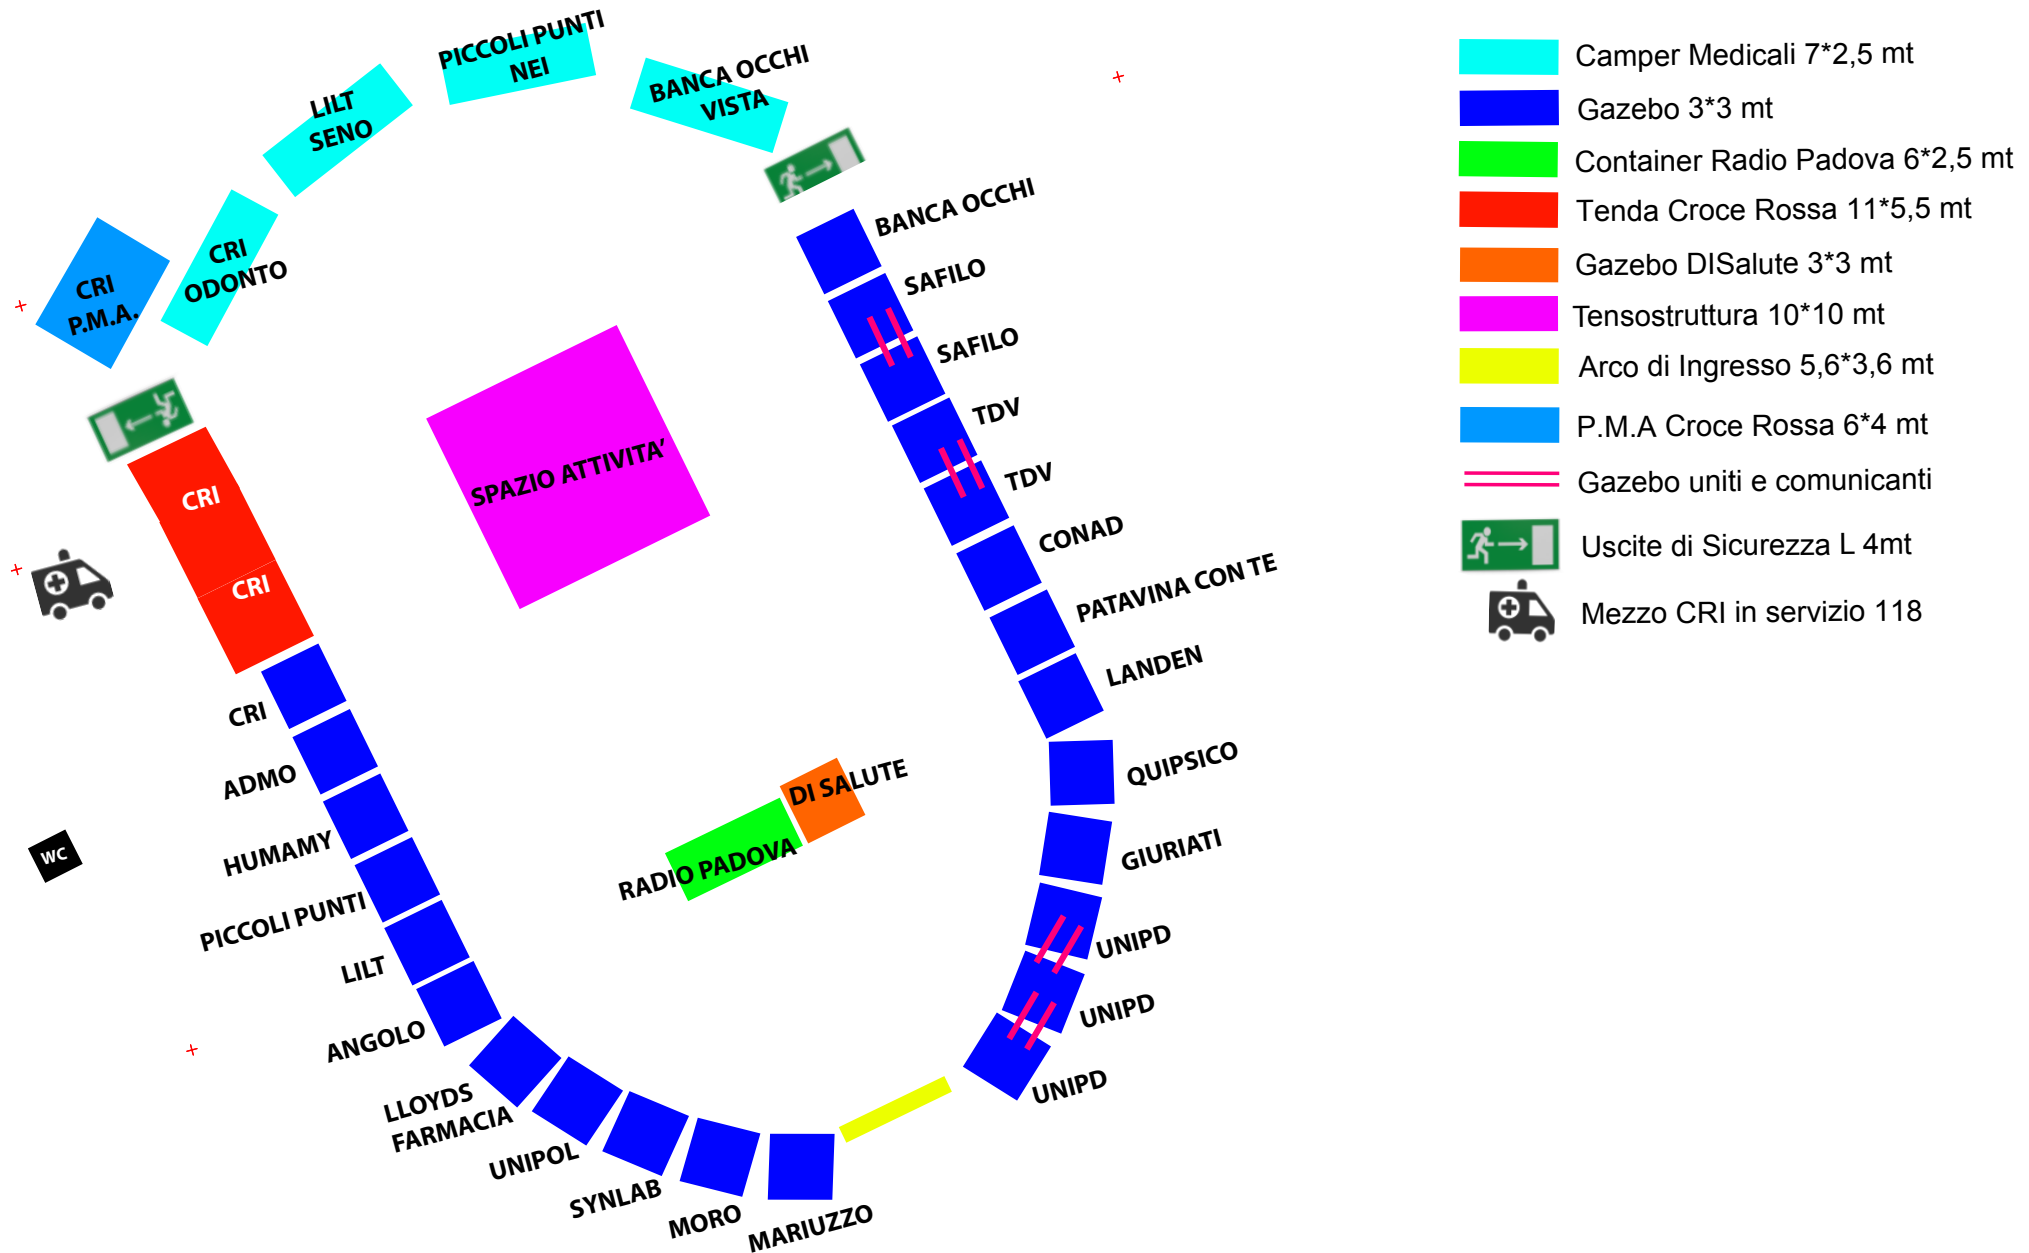 PICCOLI PUNTI
NEI
BANCA OCCHI
VISTA
LILT
SENO
CRI
ODONTO
CRI
P.M.A.
BANCA OCCHI
SAFILO
SAFILO
TDV
TDV
CONAD
PATAVINA CON TE
LANDEN
QUIPSICO
GIURIATI
UNIPD
UNIPD
UNIPD
SPAZIO ATTIVITA'
CRI
CRI
DI SALUTE
RADIO PADOVA
WC
CRI
ADMO
HUMAMY
PICCOLI PUNTI
LILT
ANGOLO
LLOYDS
FARMACIA
UNIPOL
SYNLAB
MORO
MARIUZZO
Camper Medicali 7*2,5 mt
Gazebo 3*3 mt
Container Radio Padova 6*2,5 mt
Tenda Croce Rossa 11*5,5 mt
Gazebo DISalute 3*3 mt
Tensostruttura 10*10 mt
Arco di Ingresso 5,6*3,6 mt
P.M.A Croce Rossa 6*4 mt
Gazebo uniti e comunicanti
Uscite di Sicurezza L 4mt
Mezzo CRI in servizio 118